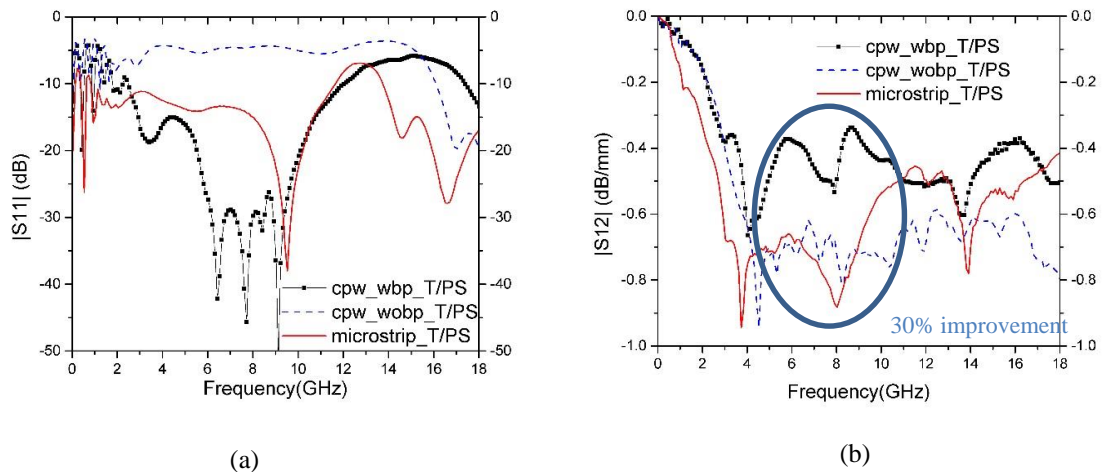 0
0
-10
-10
-20
-20
-30
-30
-40
-40
-50
-50
0 2 4 6 8 10 12 14 16 18
|S11| (dB)
Frequency(GHz)
cpw_wbp_T/PS
cpw_wobp_T/PS
microstrip_T/PS
(a)
0.0
0.0
-0.2
-0.2
-0.4
-0.4
-0.6
-0.6
-0.8
-0.8
-1.0
-1.0
0 2 4 6 8 10 12 14 16 18
|S12| (dB/mm)
Frequency(GHz)
cpw_wbp_T/PS
cpw_wobp_T/PS
microstrip_T/PS
30% improvement
(b)